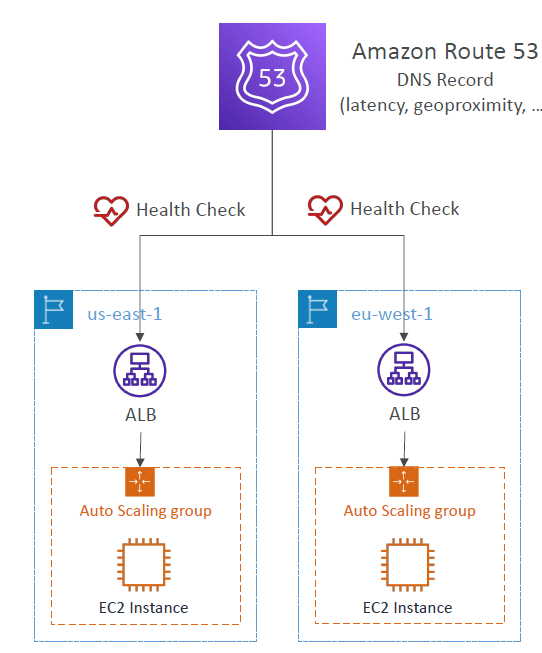 53
Amazon Route 53
DNS Record
(latency, geoproximity, ...
Health Check
Health Check
us-east-1
eu-west-1
ALB
ALB
Auto Scaling group
Auto Scaling group
EC2 Instance
EC2 Instance